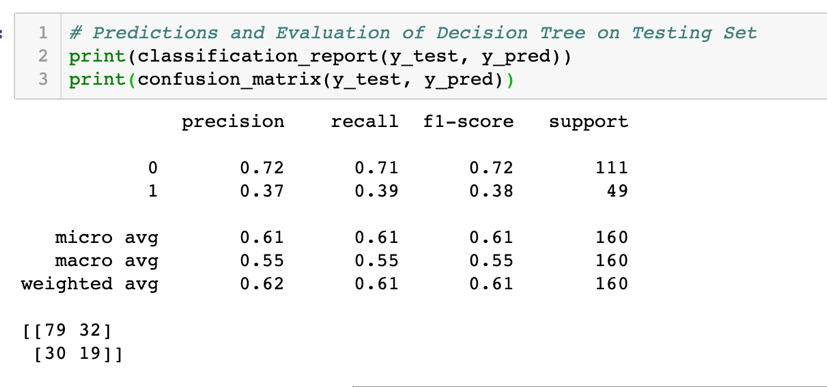 1 # Predictions and Evaluation of Decision Tree on Testing Set
2 print(classification_report(y_test, y_pred))
3 print(confusion_matrix(y_test, y_pred))
precision recall f1-score support
0 0.72 0.71 0.72 111
1 0.37 0.39 0.38 49
micro avg 0.61 0.61 0.61 160
macro avg 0.55 0.55 0.55 160
weighted avg 0.62 0.61 0.61 160
[[79 32]
[30 19]]